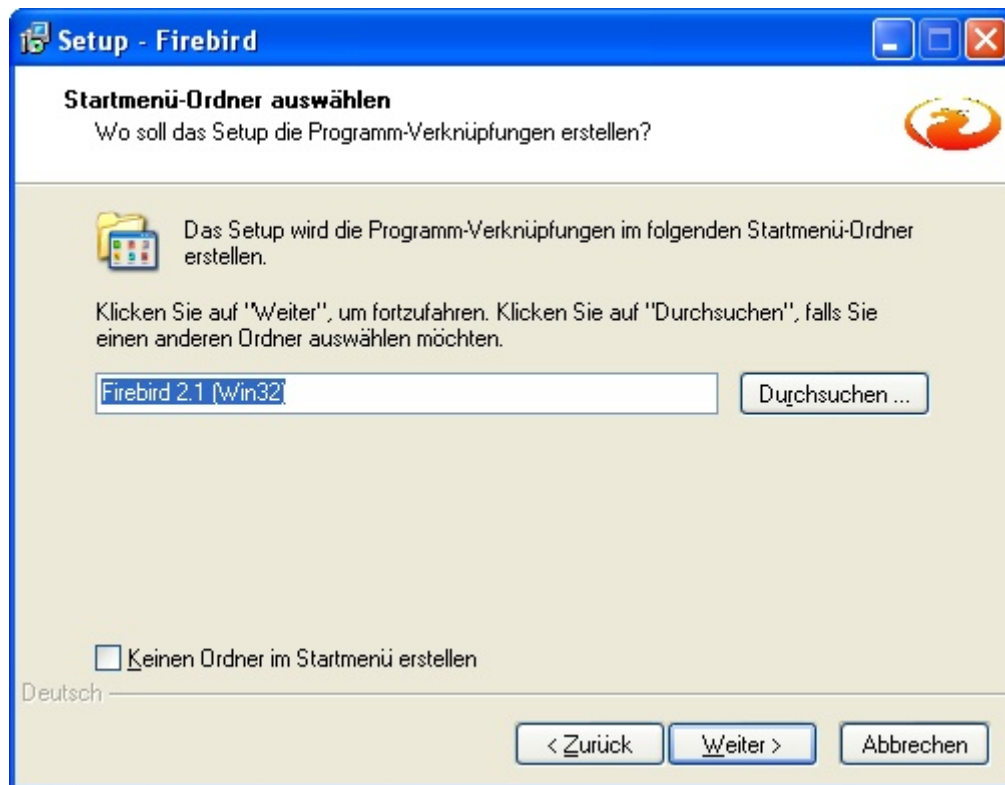 Setup - Firebird
Startmenü-Ordner auswählen
Wo soll das Setup die Programm-Verknüpfungen erstellen?
Das Setup wird die Programm-Verknüpfungen im folgenden Startmenü-Ordner
erstellen.
Klicken Sie auf "Weiter", um fortzufahren. Klicken Sie auf "Durchsuchen", falls Sie
einen anderen Ordner auswählen möchten.
Firebird 2.1 (Win32)
Durchsuchen ...
Keinen Ordner im Startmenü erstellen
Deutsch
< Zurück
Weiter >
Abbrechen